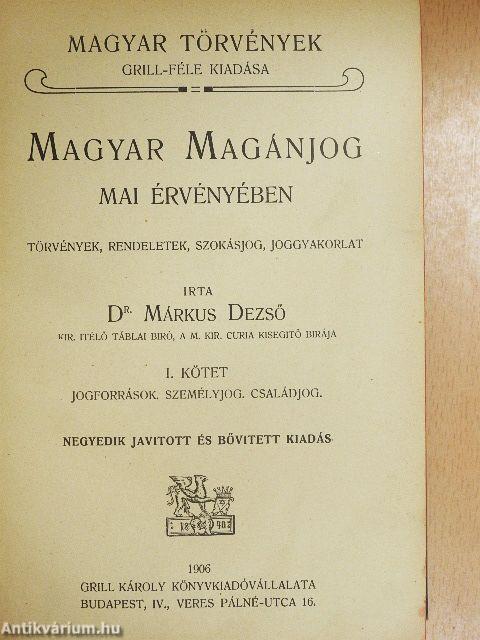 MAGYAR TÖRVÉNYEK
GRILL-FÉLE KIADÁSA
MAGYAR MAGÁNJOG
MAI ÉRVÉNYÉBEN
TÖRVÉNYEK, RENDELETEK, SZOKÁSJOG, JOGGYAKORLAT
IRTA
DR. MÁRKUS DEZSŐ
KIR. ITÉLŐ TÁBLAI BIRÓ, A M. KIR. CURIA KISEGITŐ BIRÁJA
I. KÖTET
JOGFORRÁSOK. SZEMÉLYJOG. CSALÁDJOG.
NEGYEDIK JAVITOTT ÉS BŐVITETT KIADÁS
18 40
1906
GRILL KÁROLY KÖNYVKIADÓVÁLLALATA
BUDAPEST, IV., VERES PÁLNÉ-UTCA 16.
Antikvárium.hu